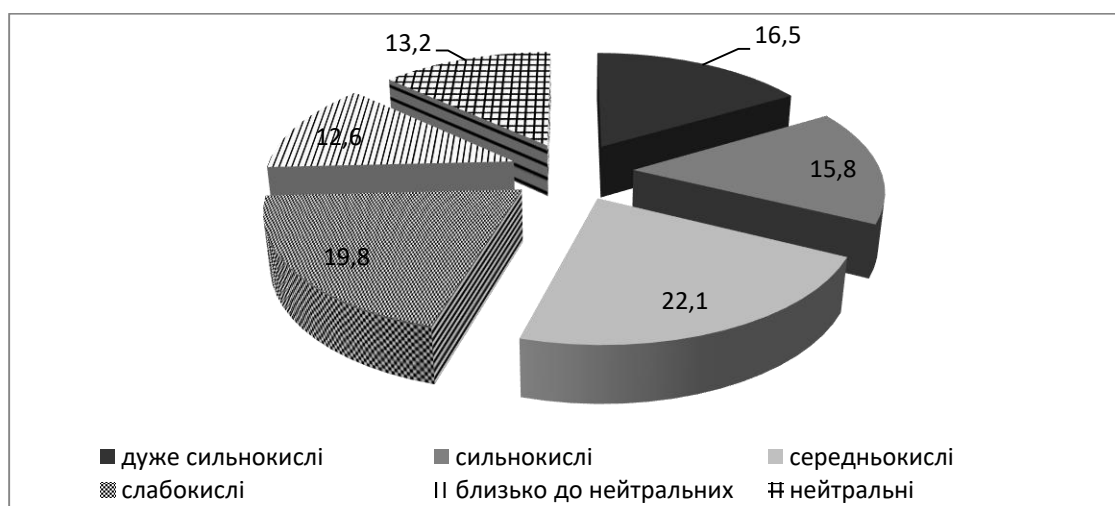 13,2
16,5
12,6
15,8
19,8
22,1
дуже сильнокислі
сильнокислі
середньокислі
слабокислі
близько до нейтральних
нейтральні